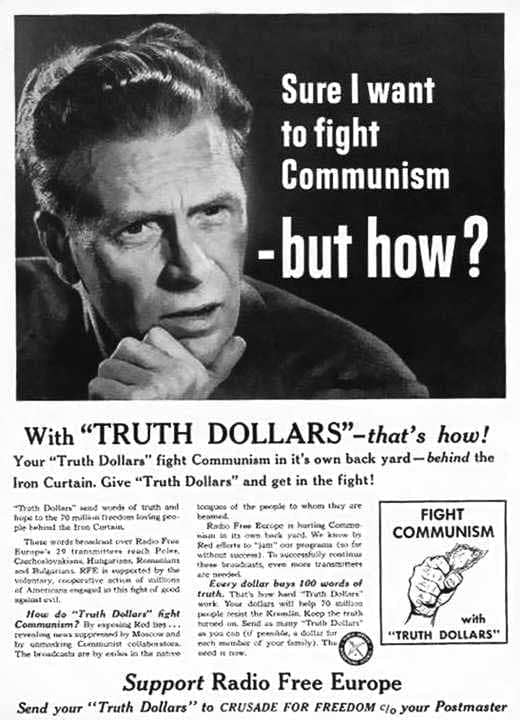 Sure I want
to fight
Communism
-but how?
With "TRUTH DOLLARS"—that's how!
Your "Truth Dollars" fight Communism in it's own back yard—behind the
Iron Curtain. Give "Truth Dollars" and get in the fight!
"Truth Dollars" send words of truth and
hope to the 70 million freedom loving peo-
ple behind the Iron Curtain.
These words broadcast over Radio Free
Europe's 29 transmitters reach Poles,
Czechoslovakians, Hungarians, Romanians
and Bulgarians. RFE is supported by the
voluntary, cooperative action of millions
of Americans engaged in this fight of good
against evil.
How do "Truth Dollars" fight
Communism? By exposing Red lies...
revealing news suppressed by Moscow and
by unmasking Communist collaborators.
The broadcasts are by exiles in the native
tongues of the people to whom they are
beamed.
Radio Free Europe is hurting Commu-
nism in its own back yard. We know by
Red efforts to "jam" our programs (so far
without success). To successfully continue
these broadcasts, even more transmitters
are needed.
Every dollar buys 100 words of
truth. That's how hard "Truth Dollars"
work. Your dollars will help 70 million
people resist the Kremlin. Keep the truth
turned on. Send as many "Truth Dollars"
as you can (if possible, a dollar for
each member of your family). The
need is now.
FIGHT
COMMUNISM
with
"TRUTH DOLLARS"
Support Radio Free Europe
Send your "Truth Dollars" to CRUSADE FOR FREEDOM c/o your Postmaster